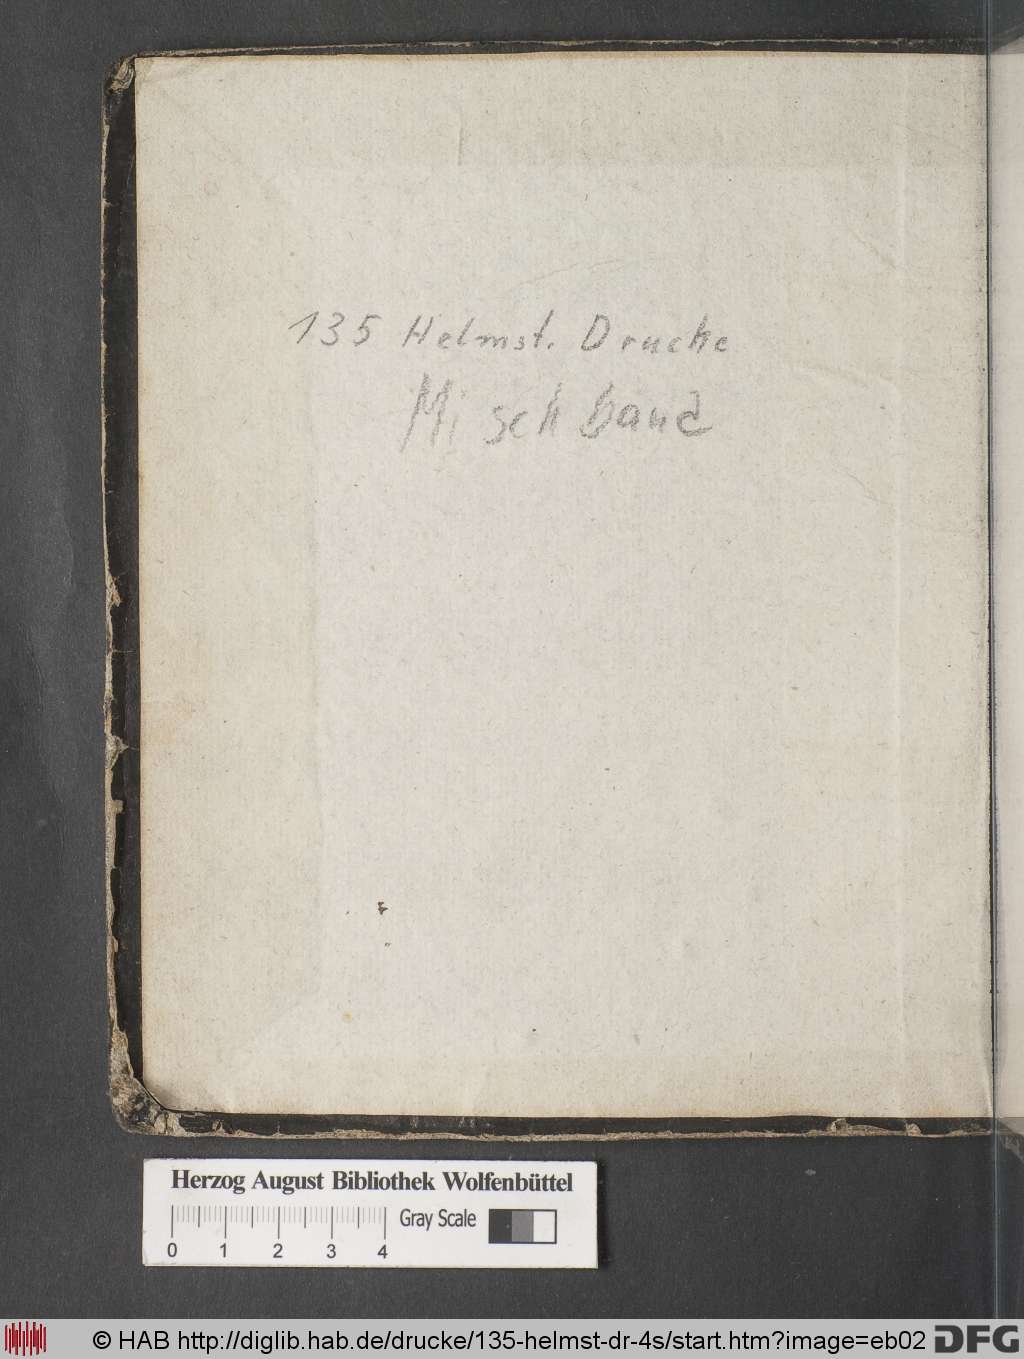 135 Helmst. Drucke
Mischband
Herzog August Bibliothek Wolfenbüttel
Gray Scale
0 1 2 3 4
© HAB http://diglib.hab.de/drucke/135-helmst-dr-4s/start.htm?image=eb02
DFG